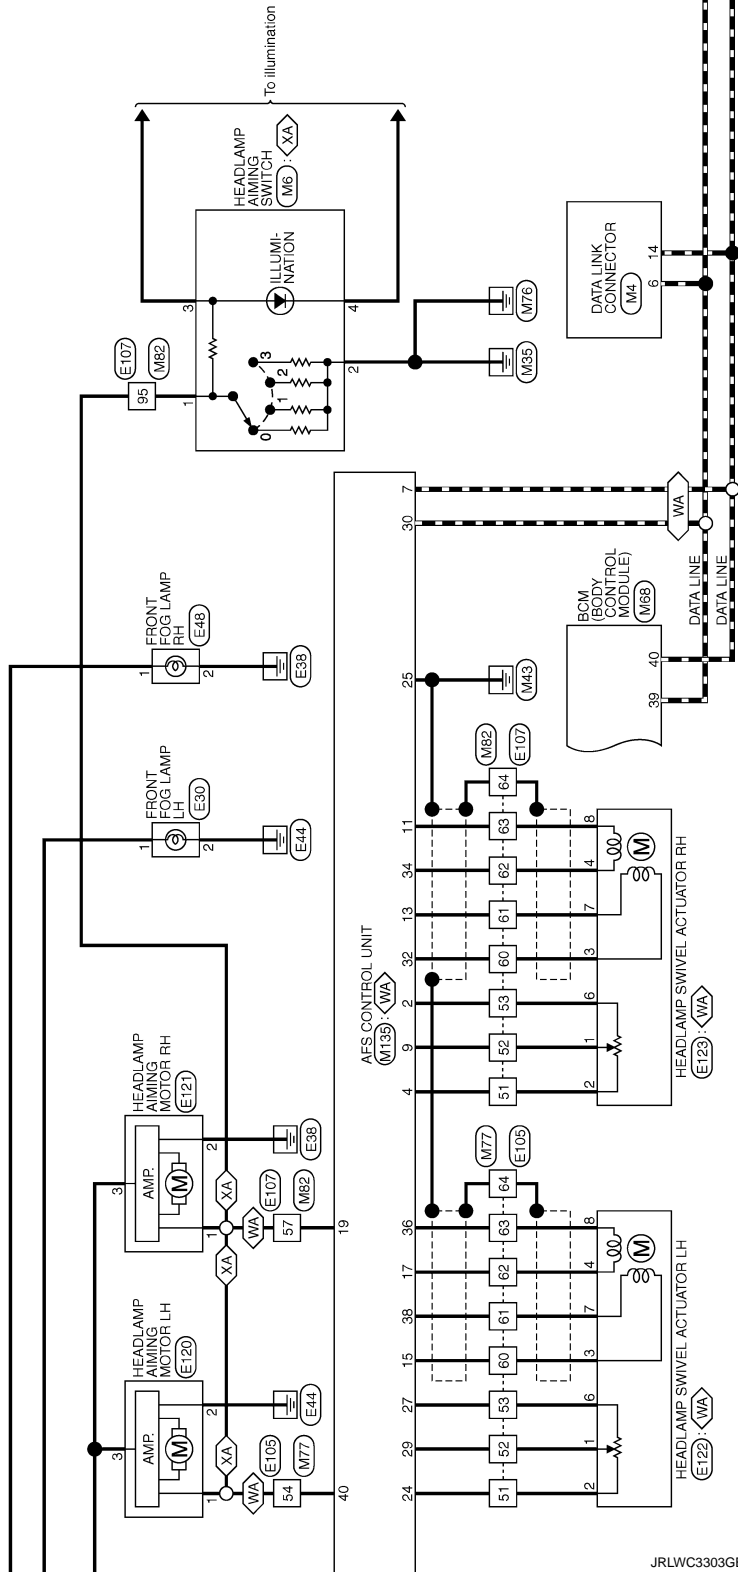 To illumination
HEADLAMP
AIMING
SWITCH
M6 : XA
3
ILLUMI-
NATION
4
E107
M82
95
1
0
1
2
3
2
M76
M35
DATA LINK
CONNECTOR
M4
6
14
7
30
WA
DATA LINE
DATA LINE
BCM
(BODY
CONTROL
MODULE)
M68
39
40
FRONT
FOG LAMP
RH
E48
1
2
E38
FRONT
FOG LAMP
LH
E30
1
2
E44
25
M43
M82
E107
64
AFS CONTROL UNIT
M135 : WA
11
34
13
32
2
9
4
63
62
61
60
53
52
51
8
4
7
3
6
1
2
M
HEADLAMP SWIVEL ACTUATOR RH
E123 : WA
HEADLAMP
AIMING
MOTOR RH
E121
3
AMP.
M
2
E38
1
XA
XA
WA
E107
M82
57
19
HEADLAMP
AIMING
MOTOR LH
E120
3
AMP.
M
2
E44
1
XA
WA
E105
M77
54
40
M77
E105
64
36
17
38
15
27
29
24
63
62
61
60
53
52
51
8
4
7
3
6
1
2
M
HEADLAMP SWIVEL ACTUATOR LH
E122 : WA